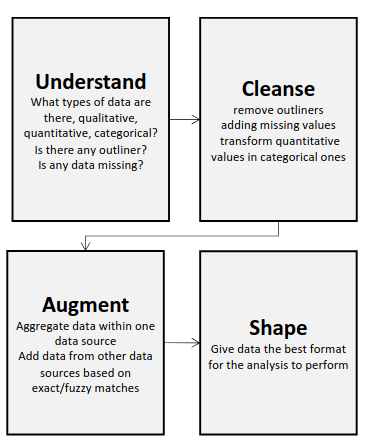 Understand
What types of data are
there, qualitative,
quantitative, categorical?
Is there any outliner?
Is any data missing?
Cleanse
remove outliners
adding missing values
transform quantitative
values in categorical ones
Augment
Aggregate data within one
data source
Add data from other data
sources based on
exact/fuzzy matches
Shape
Give data the best format
for the analysis to perform